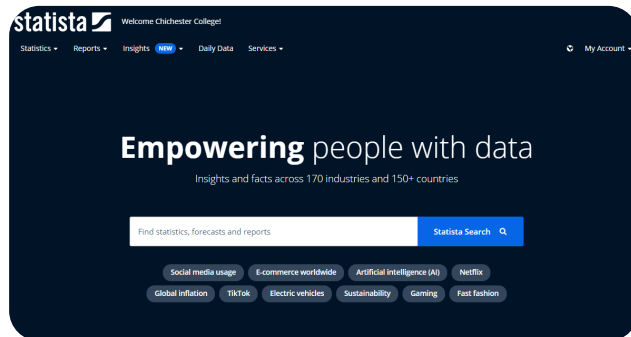 statista Welcome Chichester College!
Statistics Reports Insights NEW Daily Data Services My Account
Empowering people with data
Insights and facts across 170 industries and 150+ countries
Find statistics, forecasts and reports Statista Search
Social media usage E-commerce worldwide Artificial intelligence (AI) Netflix
Global inflation TikTok Electric vehicles Sustainability Gaming Fast fashion